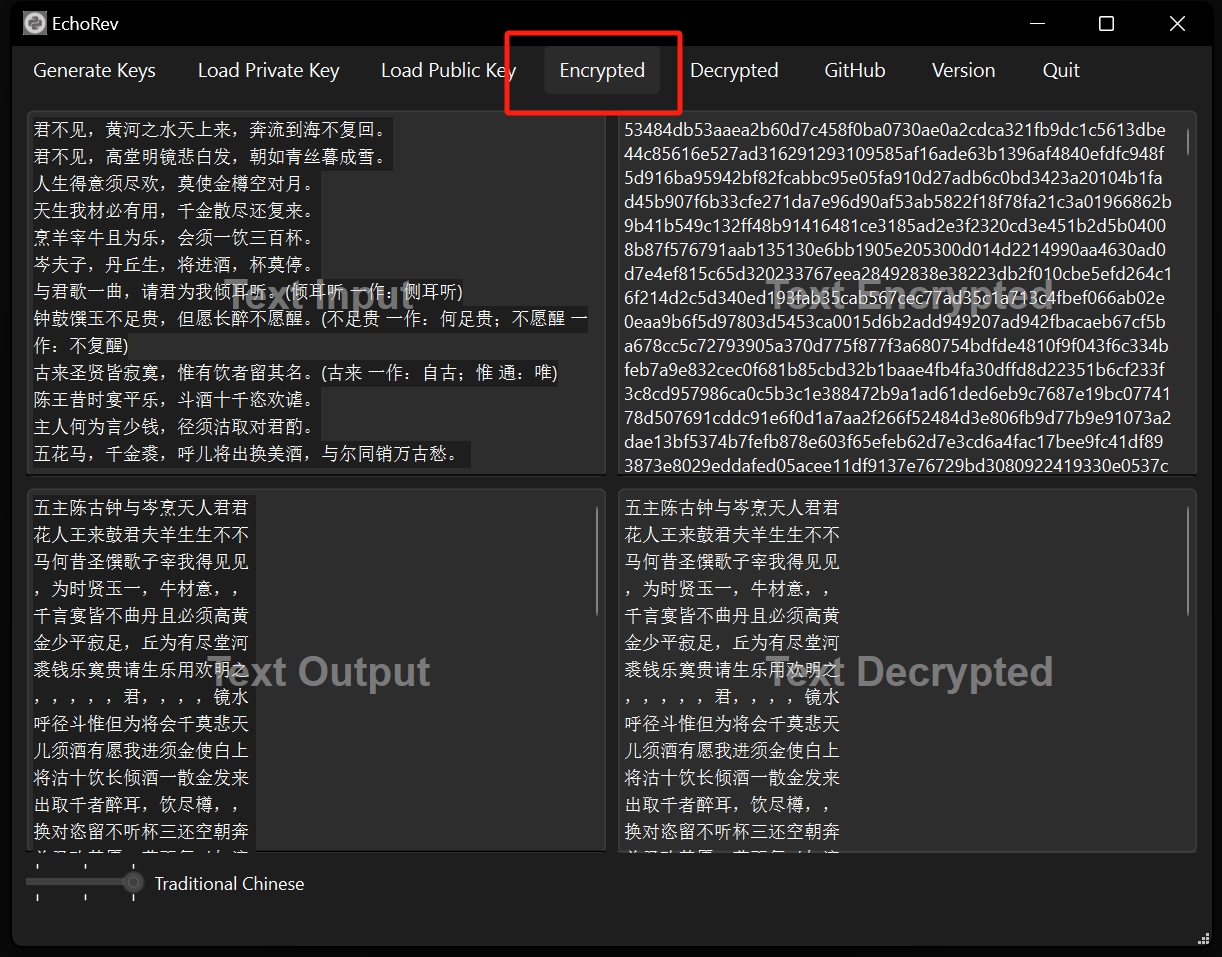 EchoRev
Generate Keys Load Private Key Load Public Key Encrypted Decrypted GitHub Version Quit
君不见，黄河之水天上来，奔流到海不复回。
君不见，高堂明镜悲白发，朝如青丝暮成雪。
人生得意须尽欢，莫使金樽空对月。
天生我材必有用，千金散尽还复来。
烹羊宰牛且为乐，会须一饮三百杯。
岑夫子，丹丘生，将进酒，杯莫停。
与君歌一曲，请君为我倾耳听。(倾耳听 一作：侧耳听)
钟鼓馔玉不足贵，但愿长醉不愿醒。(不足贵 一作：何足贵；不愿醒 一
作：不复醒)
古来圣贤皆寂寞，惟有饮者留其名。(古来 一作：自古；惟 通：唯)
陈王昔时宴平乐，斗酒十千恣欢谑。
主人何为言少钱，径须沽取对君酌。
五花马，千金裘，呼儿将出换美酒，与尔同销万古愁。
Text Input
53484db53aaea2b60d7c458f0ba0730ae0a2cdca321fb9dc1c5613dbe
44c85616e527ad316291293109585af16ade63b1396af4840efdfc948f
5d916ba95942bf82fcabbc95e05fa910d27adb6c0bd3423a20104b1fa
d45b907f6b33cfe271da7e96d90af53ab5822f18f78fa21c3a01966862b
9b41b549c132ff48b91416481ce3185ad2e3f2320cd3e451b2d5b0400
8b87f576791aab135130e6bb1905e205300d014d2214990aa4630ad0
d7e4ef815c65d320233767eea28492838e38223db2f010cbe5efd264c1
6f214d2c5d340ed193fab35cab567cec77ad35c1a713c4fbef066ab02e
0eaa9b6f5d97803d5453ca0015d6b2add949207ad942fbacaeb67cf5b
a678cc5c72793905a370d775f877f3a680754bdfde4810f9f043f6c334b
feb7a9e832cec0f681b85cbd32b1baae4fb4fa30dffd8d22351b6cf233f
3c8cd957986ca0c5b3c1e388472b9a1ad61ded6eb9c7687e19bc07741
78d507691cddc91e6f0d1a7aa2f266f52484d3e806fb9d77b9e91073a2
dae13bf5374b7fefb878e603f65efeb62d7e3cd6a4fac17bee9fc41df89
3873e8029eddafed05acee11df9137e76729bd3080922419330e0537c
Text Encrypted
五主陈古钟与岑烹天人君君
花人王来鼓君夫羊生生不不
马何昔圣馔歌子宰我得见见
，为时贤玉一，牛材意，，
千言宴皆不曲丹且必须高黄
金少平寂足，丘为有尽堂河
裘钱乐寞贵请生乐用欢明之
，，，，，君，，，，镜水
呼径斗惟但为将会千莫悲天
儿须酒有愿我进须金使白上
将沽十饮长倾酒一散金发来
出取千者醉耳，饮尽樽，，
换对恣留不听杯三还空朝奔
Text Output
五主陈古钟与岑烹天人君君
花人王来鼓君夫羊生生不不
马何昔圣馔歌子宰我得见见
，为时贤玉一，牛材意，，
千言宴皆不曲丹且必须高黄
金少平寂足，丘为有尽堂河
裘钱乐寞贵请生乐用欢明之
，，，，，君，，，，镜水
呼径斗惟但为将会千莫悲天
儿须酒有愿我进须金使白上
将沽十饮长倾酒一散金发来
出取千者醉耳，饮尽樽，，
换对恣留不听杯三还空朝奔
Text Decrypted
Traditional Chinese